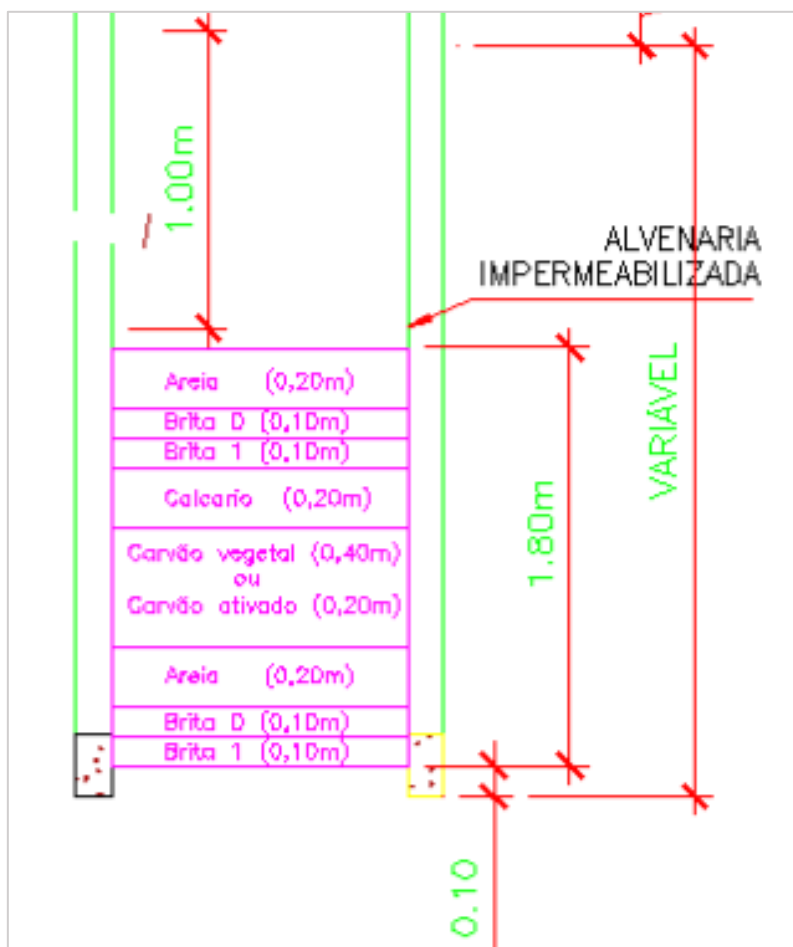 1.00m
ALVENARIA
IMPERMEABILIZADA
Areia (0,20m)
Brita 0 (0,10m)
Brita 1 (0,10m)
Calcario (0,20m)
Carvão vegetal (0,40m)
ou
Carvão ativado (0,20m)
Areia (0,20m)
Brita 0 (0,10m)
Brita 1 (0,10m)
1.80m
VARIÁVEL
0.10